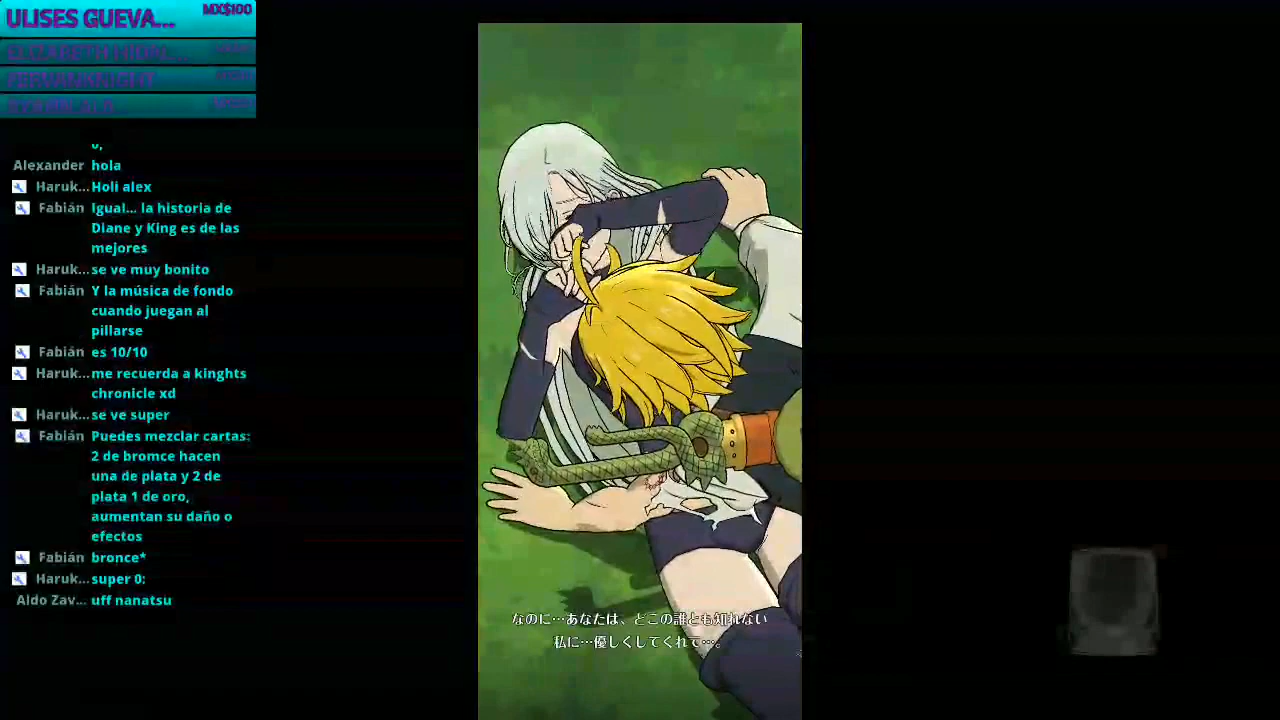 ULISES GUEVA... MX$100
ELIZABETH HIDAL...
Alexander hola
Haruk... Holi alex
Fabián Igual... la historia de
Diane y King es de las
mejores
Haruk... se ve muy bonito
Fabián Y la música de fondo
cuando juegan al
pillarse
Fabián es 10/10
Haruk... me recuerda a kinghts
chronicle xd
Haruk... se ve super
Fabián Puedes mezclar cartas:
2 de bromce hacen
una de plata y 2 de
plata 1 de oro,
aumentan su daño o
efectos
Fabián bronce*
Haruk... super 0:
Aldo Zav... uff nanatsu
なのに…あなたは、どこの誰とも知れない
私に…優しくしてくれて…。